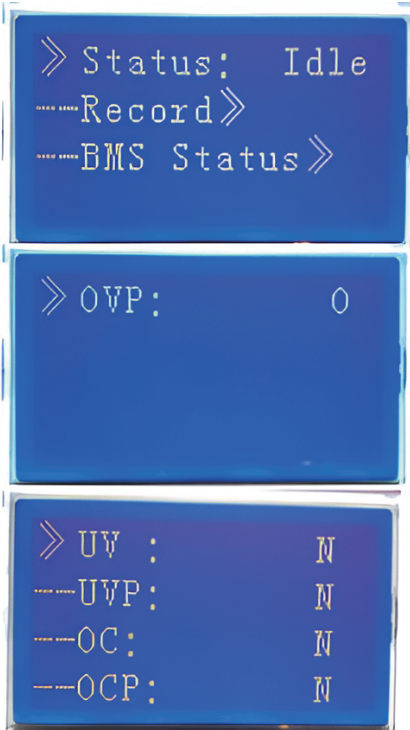 》Status: Idle
----Record》
----BMS Status》
》OVP: 0
》UV : N
----UVP: N
----OC: N
----OCP: N